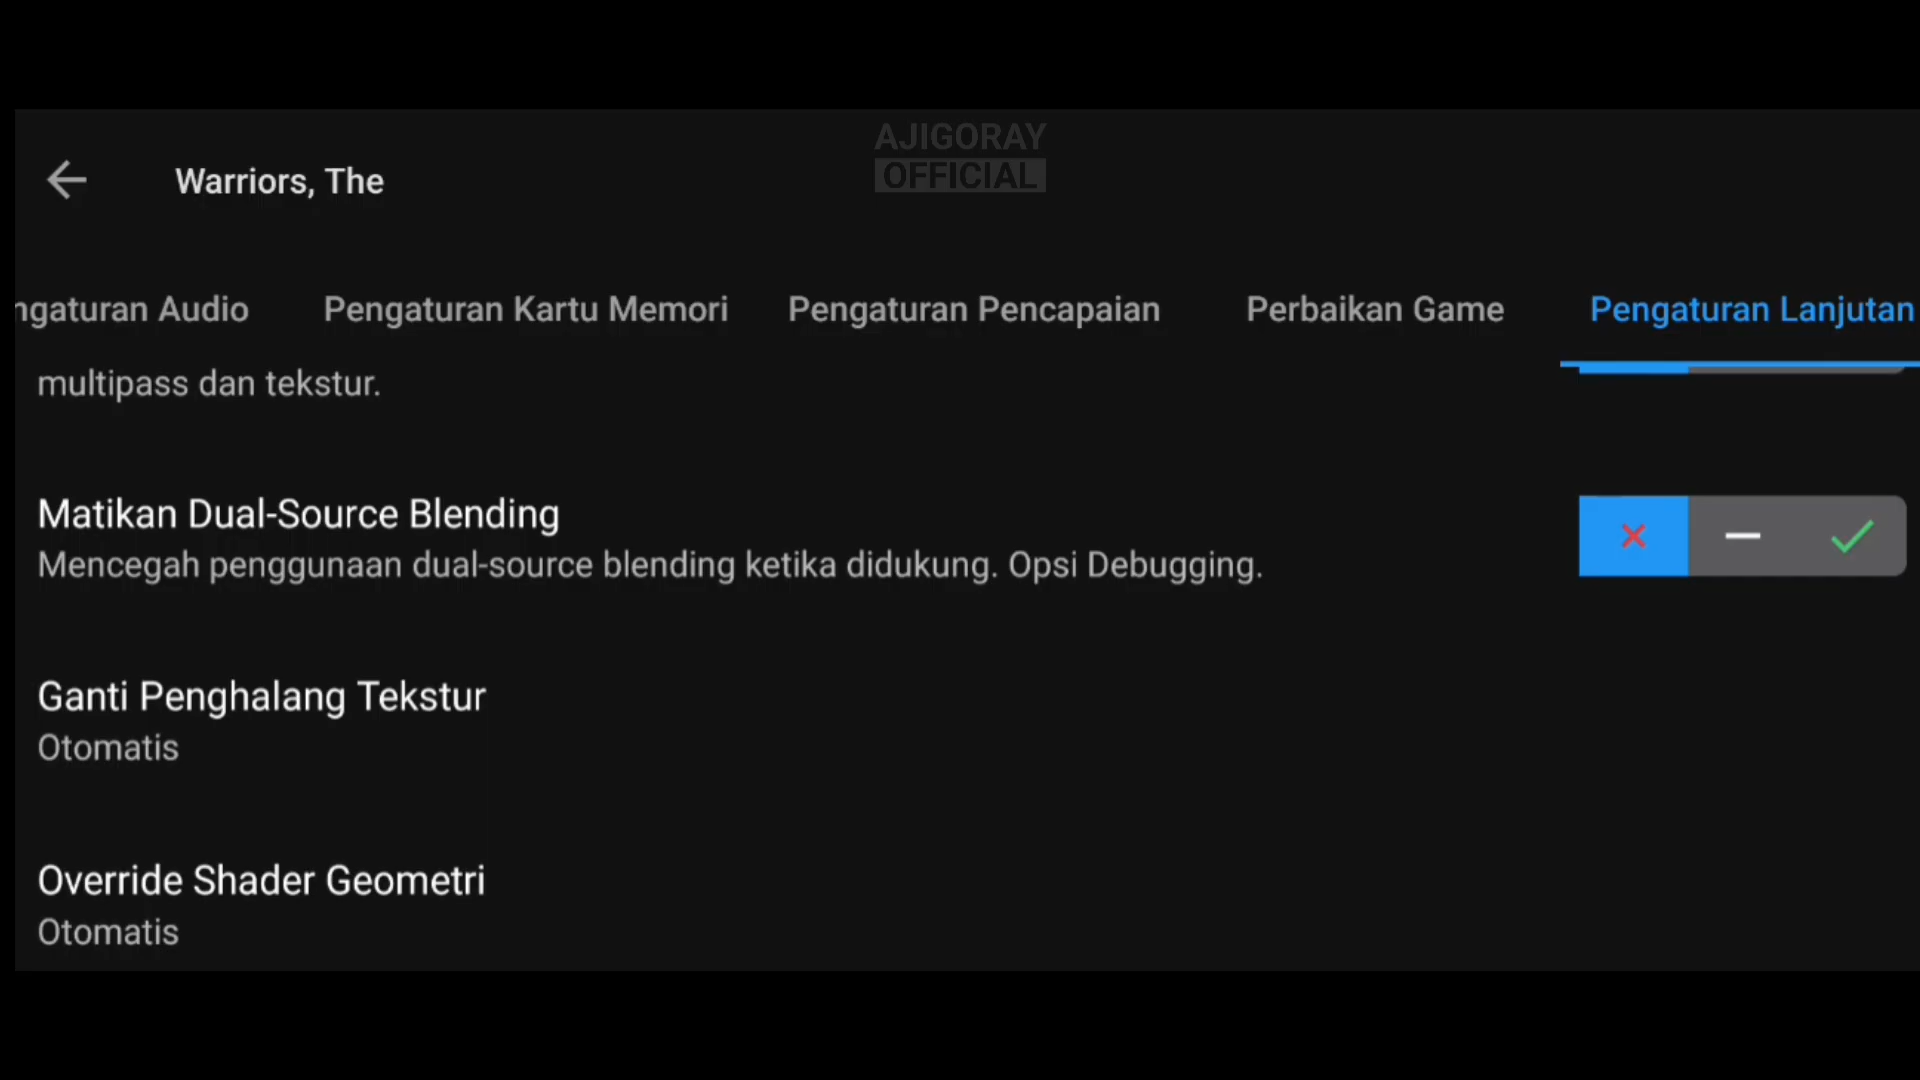 AJIGORAY
OFFICIAL
Warriors, The
ngaturan Audio
Pengaturan Kartu Memori
Pengaturan Pencapaian
Perbaikan Game
Pengaturan Lanjutan
multipass dan tekstur.
Matikan Dual-Source Blending
Mencegah penggunaan dual-source blending ketika didukung. Opsi Debugging.
Ganti Penghalang Tekstur
Otomatis
Override Shader Geometri
Otomatis